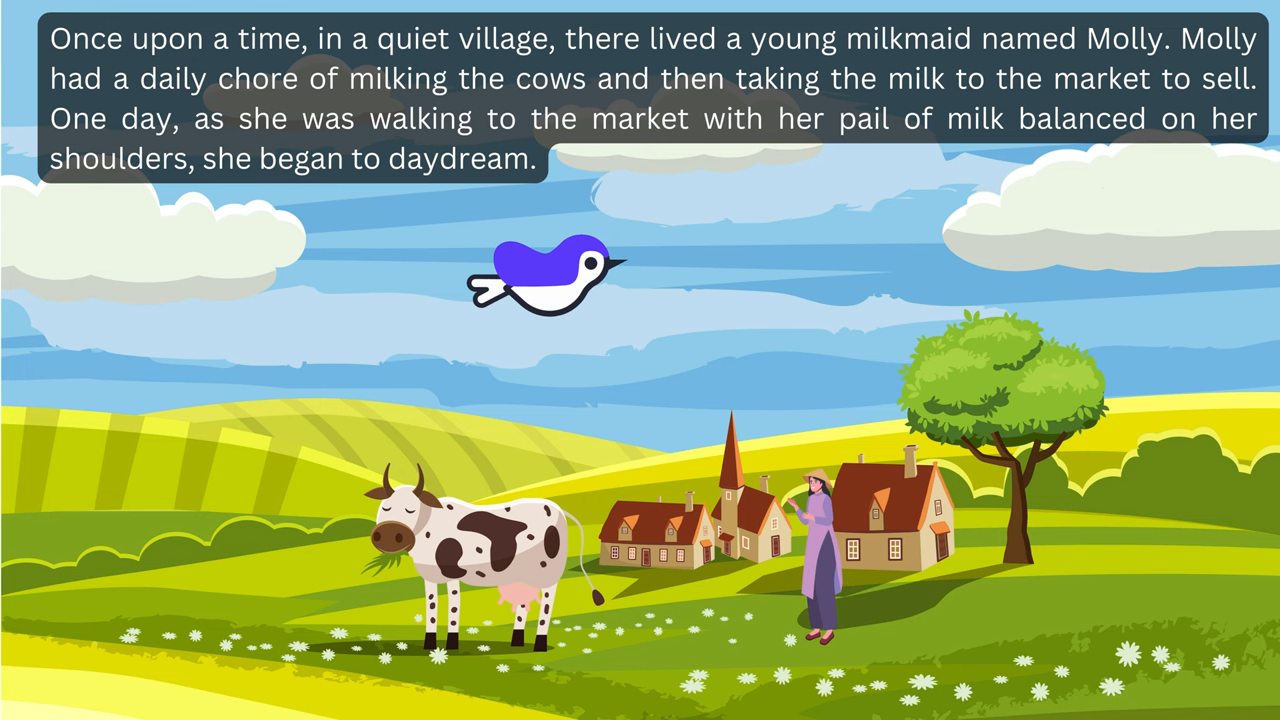 Once upon a time, in a quiet village, there lived a young milkmaid named Molly. Molly
had a daily chore of milking the cows and then taking the milk to the market to sell.
One day, as she was walking to the market with her pail of milk balanced on her
shoulders, she began to daydream.